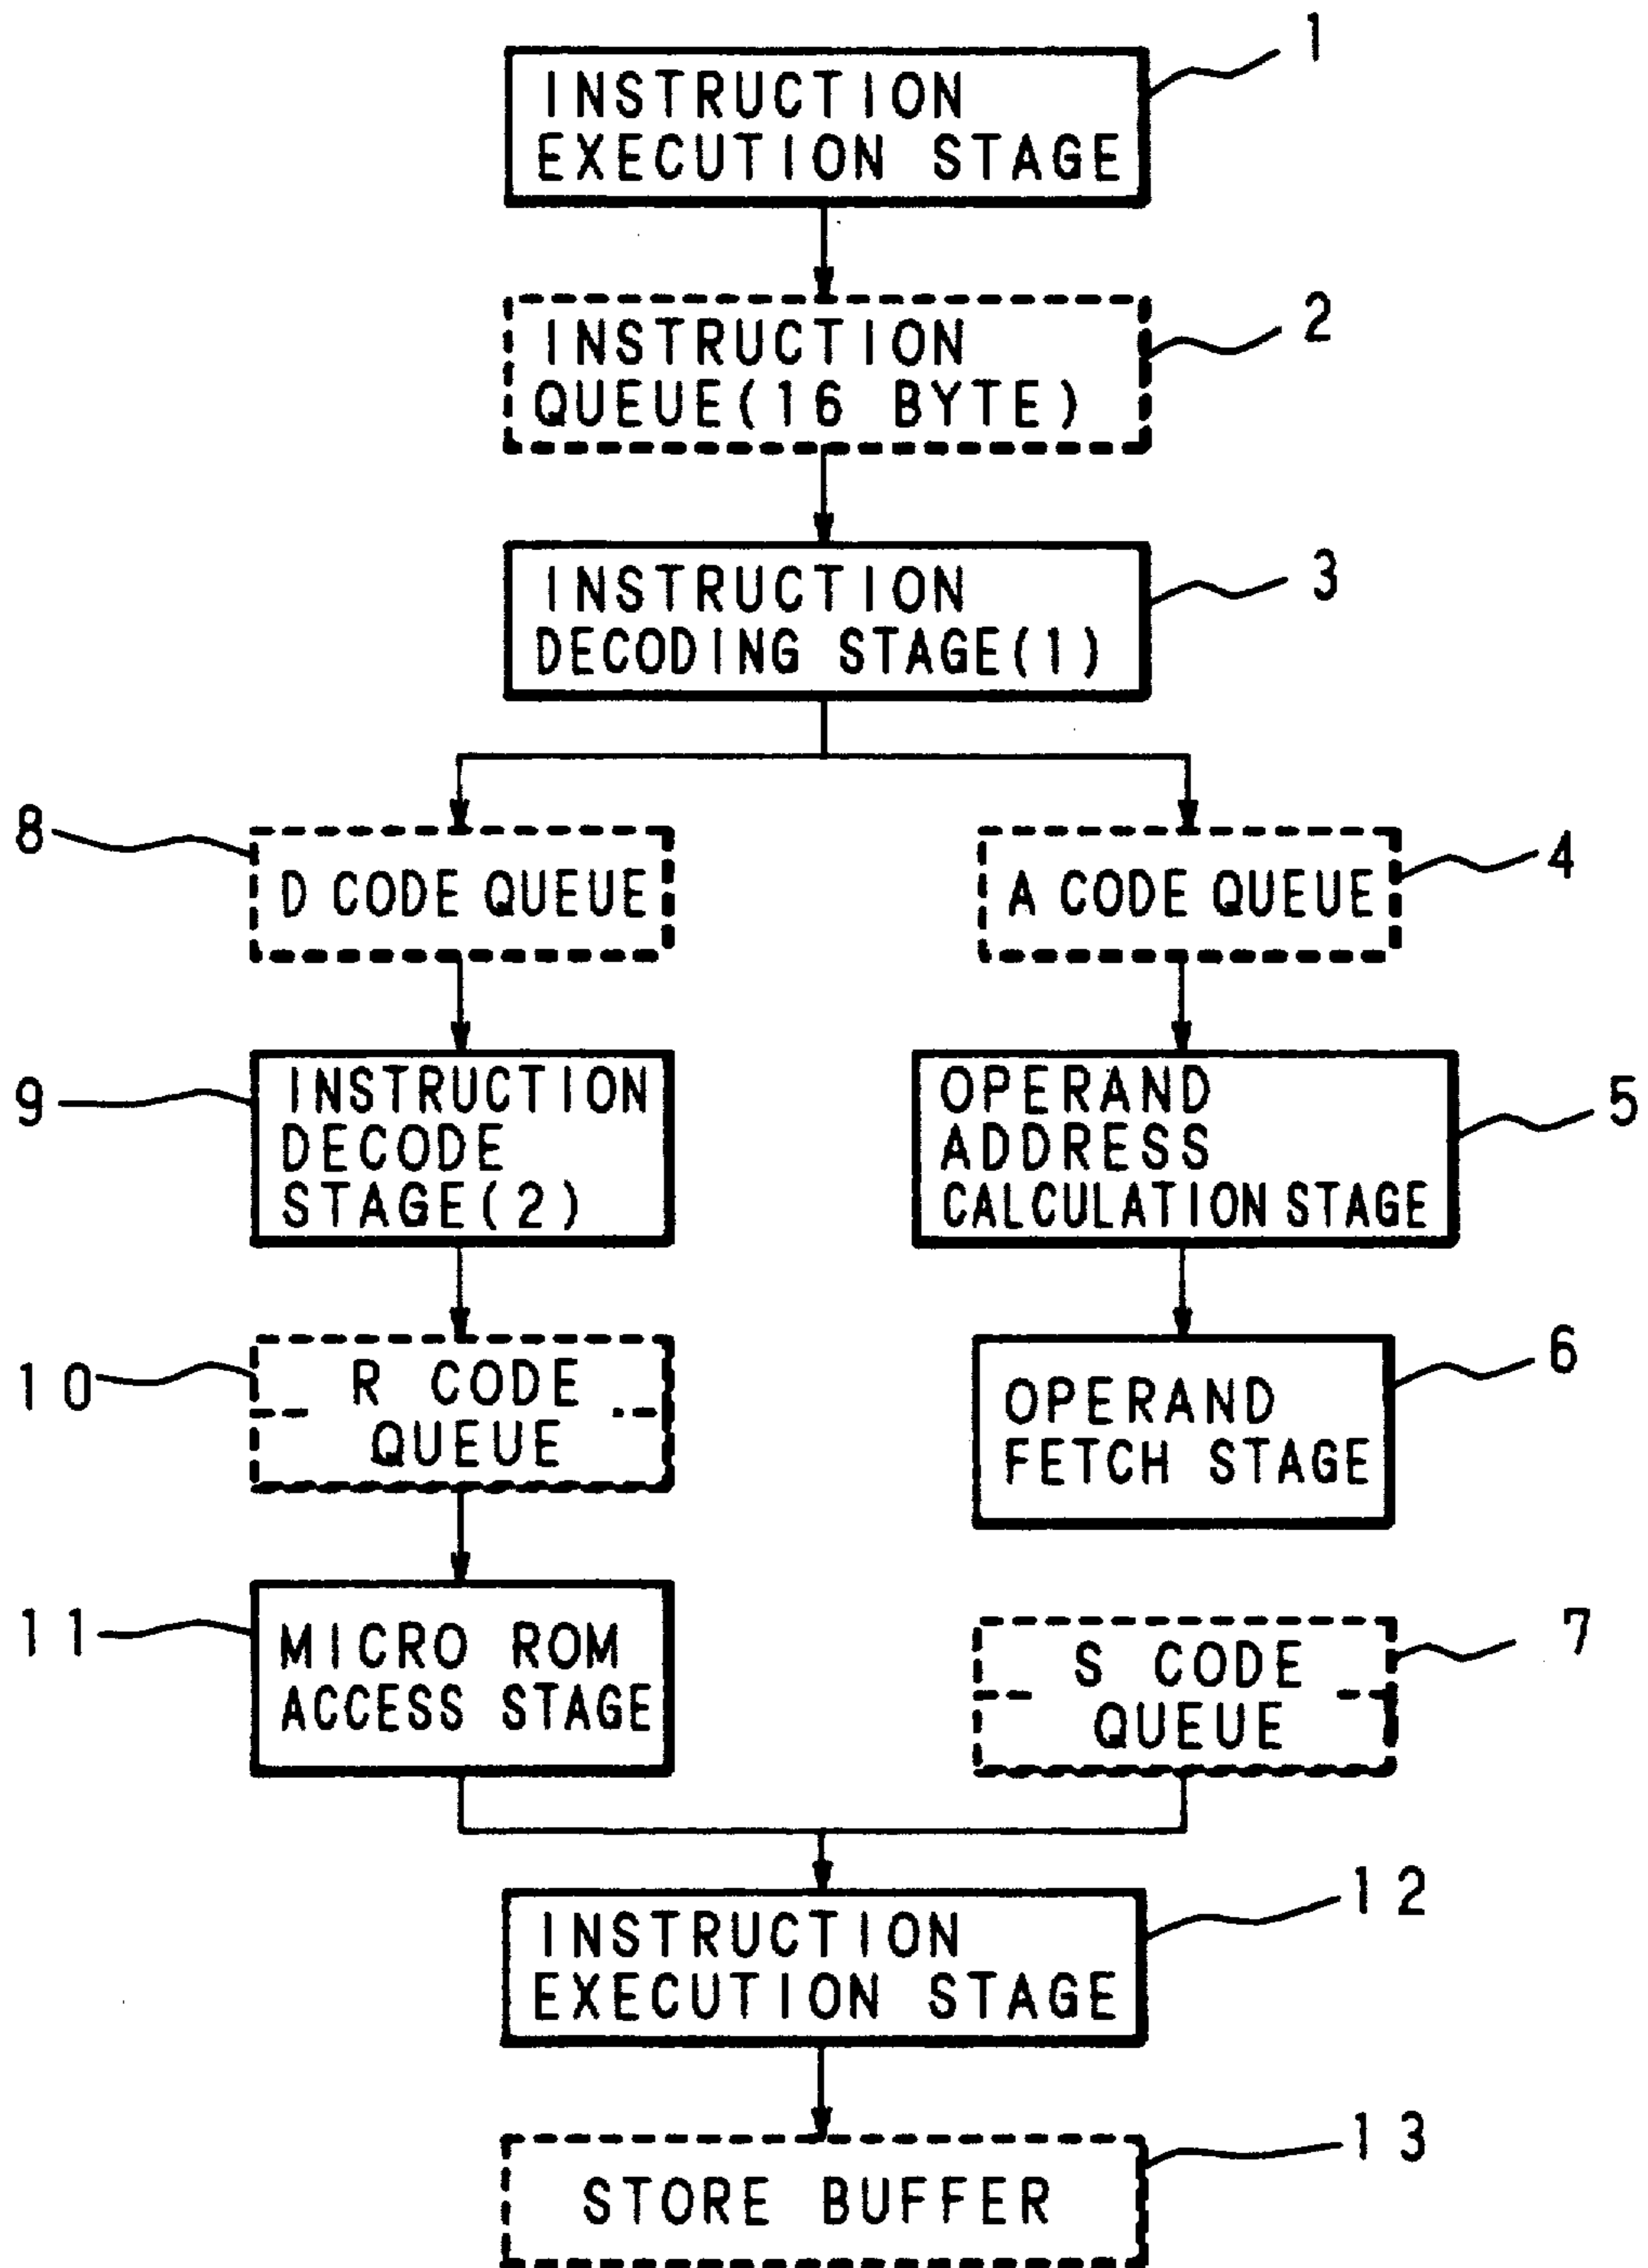 1
INSTRUCTION
EXECUTION STAGE
2
INSTRUCTION
QUEUE(16 BYTE)
3
INSTRUCTION
DECODING STAGE(1)
8
D CODE QUEUE
4
A CODE QUEUE
9
INSTRUCTION
DECODE
STAGE(2)
5
OPERAND
ADDRESS
CALCULATION STAGE
10
R CODE
QUEUE
6
OPERAND
FETCH STAGE
11
MICRO ROM
ACCESS STAGE
7
S CODE
QUEUE
12
INSTRUCTION
EXECUTION STAGE
13
STORE BUFFER